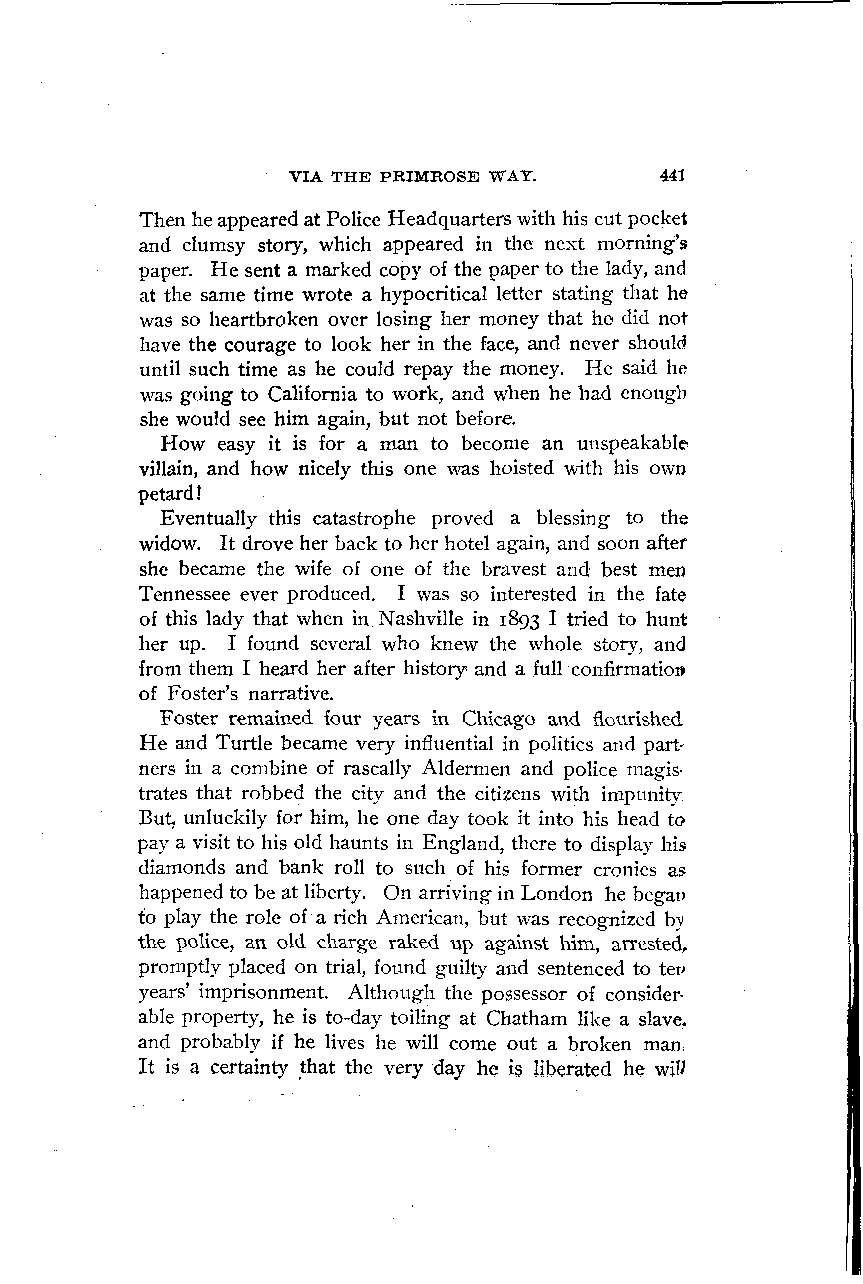 VIA THE PRIMROSE WAY. 441
Then he appeared at Police Headquarters with his cut pocket
and clumsy story, which appeared in the next morning's
paper. He sent a marked copy of the paper to the lady, and
at the same time wrote a hypocritical letter stating that he
was so heartbroken over losing her money that he did not
have the courage to look her in the face, and never should
until such time as he could repay the money. He said he
was going to California to work, and when he had enough
she would see him again, but not before.
How easy it is for a man to become an unspeakable
villain, and how nicely this one was hoisted with his own
petard!
Eventually this catastrophe proved a blessing to the
widow. It drove her back to her hotel again, and soon after
she became the wife of one of the bravest and best men
Tennessee ever produced. I was so interested in the fate
of this lady that when in Nashville in 1893 I tried to hunt
her up. I found several who knew the whole story, and
from them I heard her after history and a full confirmation
of Foster's narrative.
Foster remained four years in Chicago and flourished
He and Turtle became very influential in politics and part-
ners in a combine of rascally Aldermen and police magis-
trates that robbed the city and the citizens with impunity.
But, unluckily for him, he one day took it into his head to
pay a visit to his old haunts in England, there to display his
diamonds and bank roll to such of his former cronies as
happened to be at liberty. On arriving in London he began
to play the role of a rich American, but was recognized by
the police, an old charge raked up against him, arrested,
promptly placed on trial, found guilty and sentenced to ten
years' imprisonment. Although the possessor of consider-
able property, he is to-day toiling at Chatham like a slave,
and probably if he lives he will come out a broken man.
It is a certainty that the very day he is liberated he will